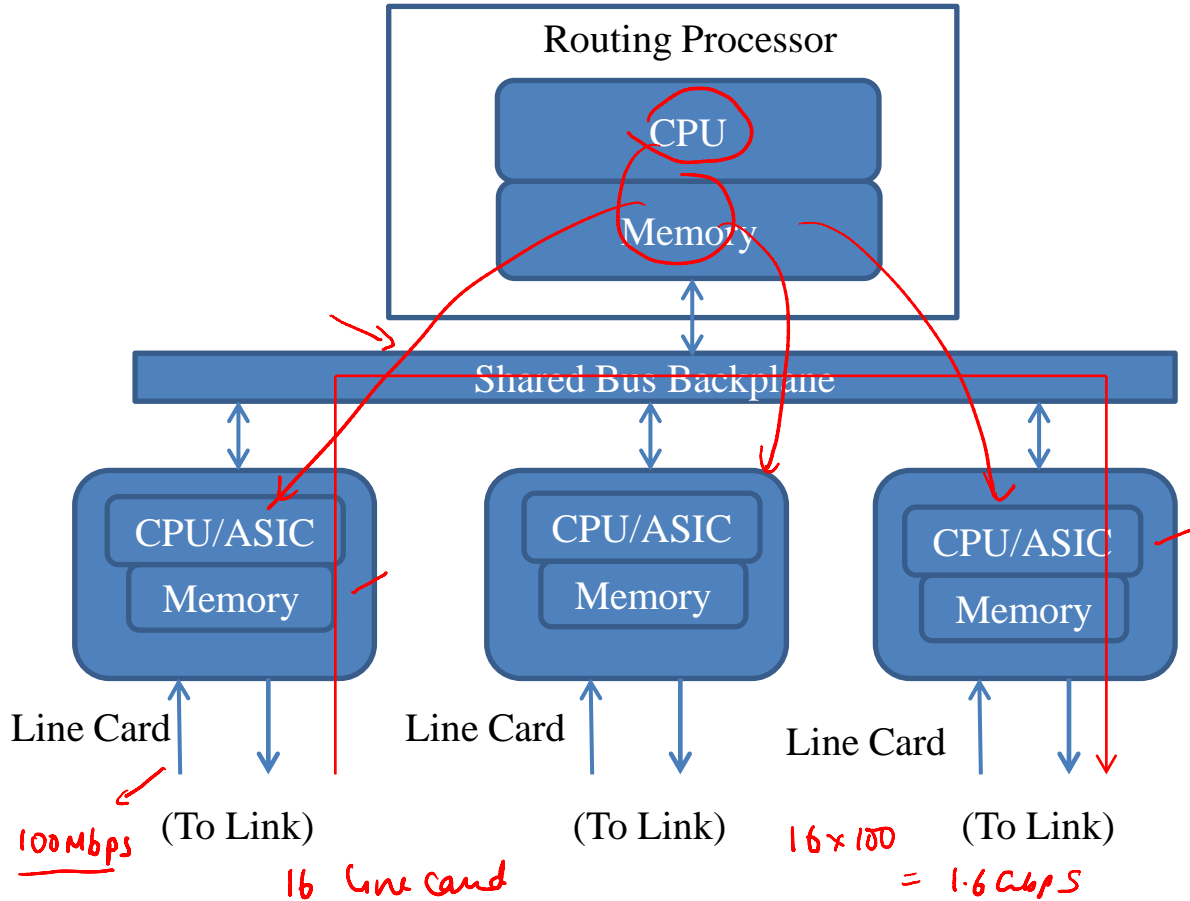 Routing Processor
CPU
Memory
Shared Bus Backplane
CPU/ASIC
Memory
CPU/ASIC
Memory
CPU/ASIC
Memory
Line Card
Line Card
Line Card
(To Link)
(To Link)
(To Link)
100Mbps
16 line card
16 x 100
= 1.6 Gbps